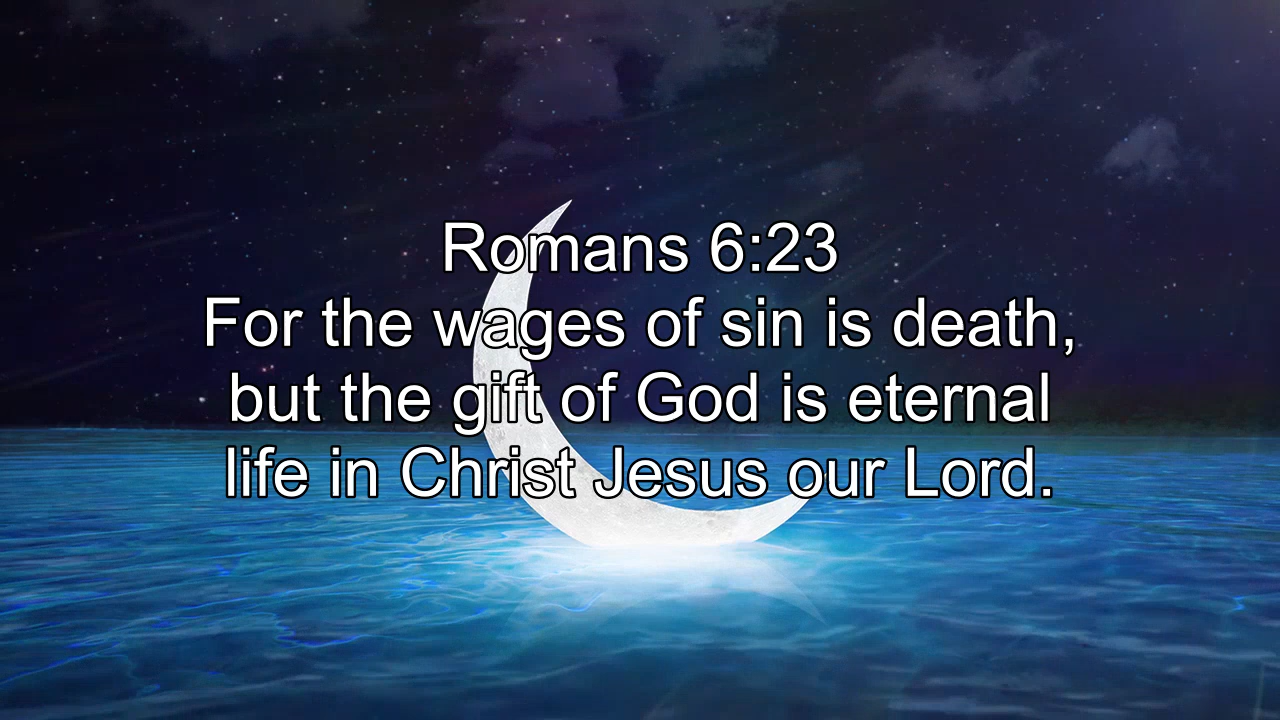 Romans 6:23
For the wages of sin is death,
but the gift of God is eternal
life in Christ Jesus our Lord.